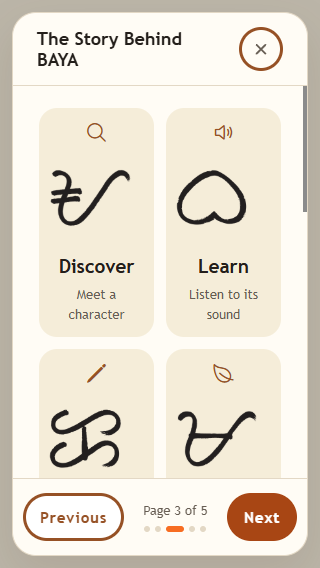 The Story Behind
BAYA
ᜀ
ᜊ
Discover
Learn
Meet a
character
Listen to its
sound
ᜃ
ᜌ
Previous
Page 3 of 5
Next